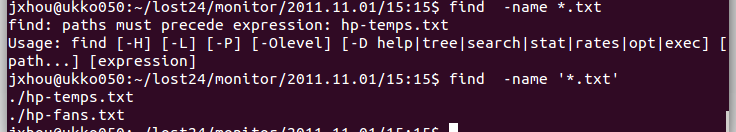 jxhou@ukko050:~/lost24/monitor/2011.11.01/15:15$ find  -name *.txt
find: paths must precede expression: hp-temps.txt
Usage: find [-H] [-L] [-P] [-Olevel] [-D help|tree|search|stat|rates|opt|exec] [
path...] [expression]
jxhou@ukko050:~/lost24/monitor/2011.11.01/15:15$ find  -name '*.txt'
./hp-temps.txt
./hp-fans.txt
jxhou@ukko050:~/lost24/monitor/2011.11.01/15:15$